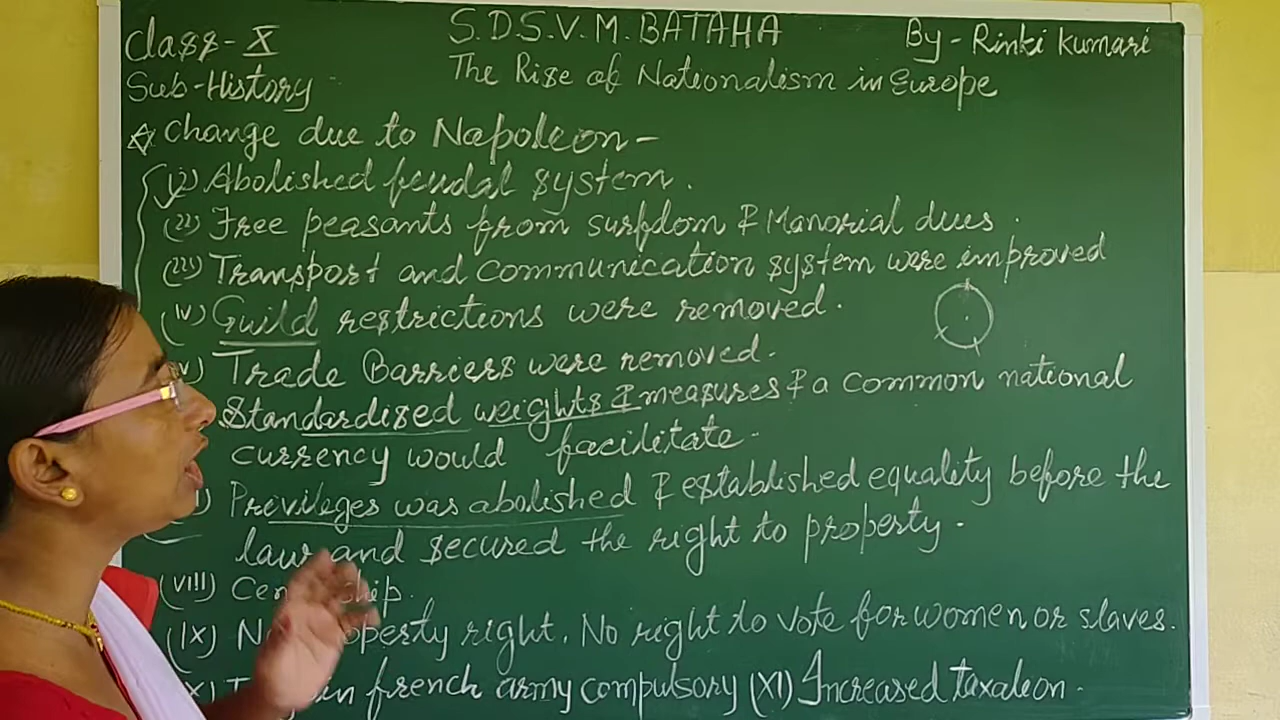 Class-X
S.D.S.V.M. BATAHA
By - Rinki Kumari
Sub-History
The Rise of Nationalism in Europe
Change due to Napoleon-
(i) Abolished feudal system.
(ii) Free peasants from surfdom & Manorial dues.
(iii) Transport and communication system were improved
(iv) Guild restrictions were removed.
v) Trade Barriers were removed.
Standardized weights & measures & a common national
currency would facilitate.
Privileges was abolished & established equality before the
law and secured the right to property.
(VIII)
(IX) property right. No right to vote for women or slaves.
in french army compulsory (XI) Increased taxation.